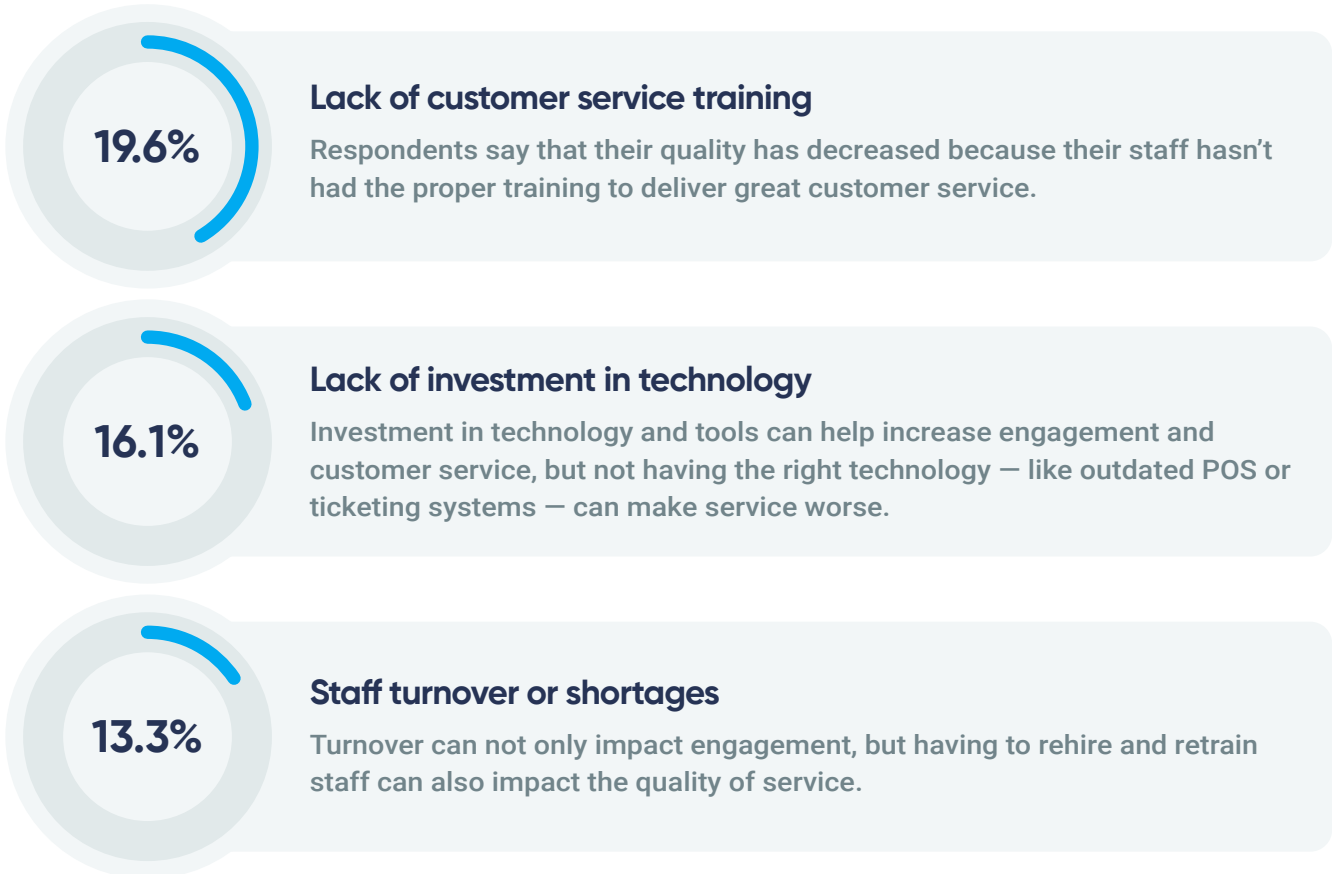 19.6%
Lack of customer service training
Respondents say that their quality has decreased because their staff hasn’t
had the proper training to deliver great customer service.
16.1%
Lack of investment in technology
Investment in technology and tools can help increase engagement and
customer service, but not having the right technology — like outdated POS or
ticketing systems — can make service worse.
13.3%
Staff turnover or shortages
Turnover can not only impact engagement, but having to rehire and retrain
staff can also impact the quality of service.